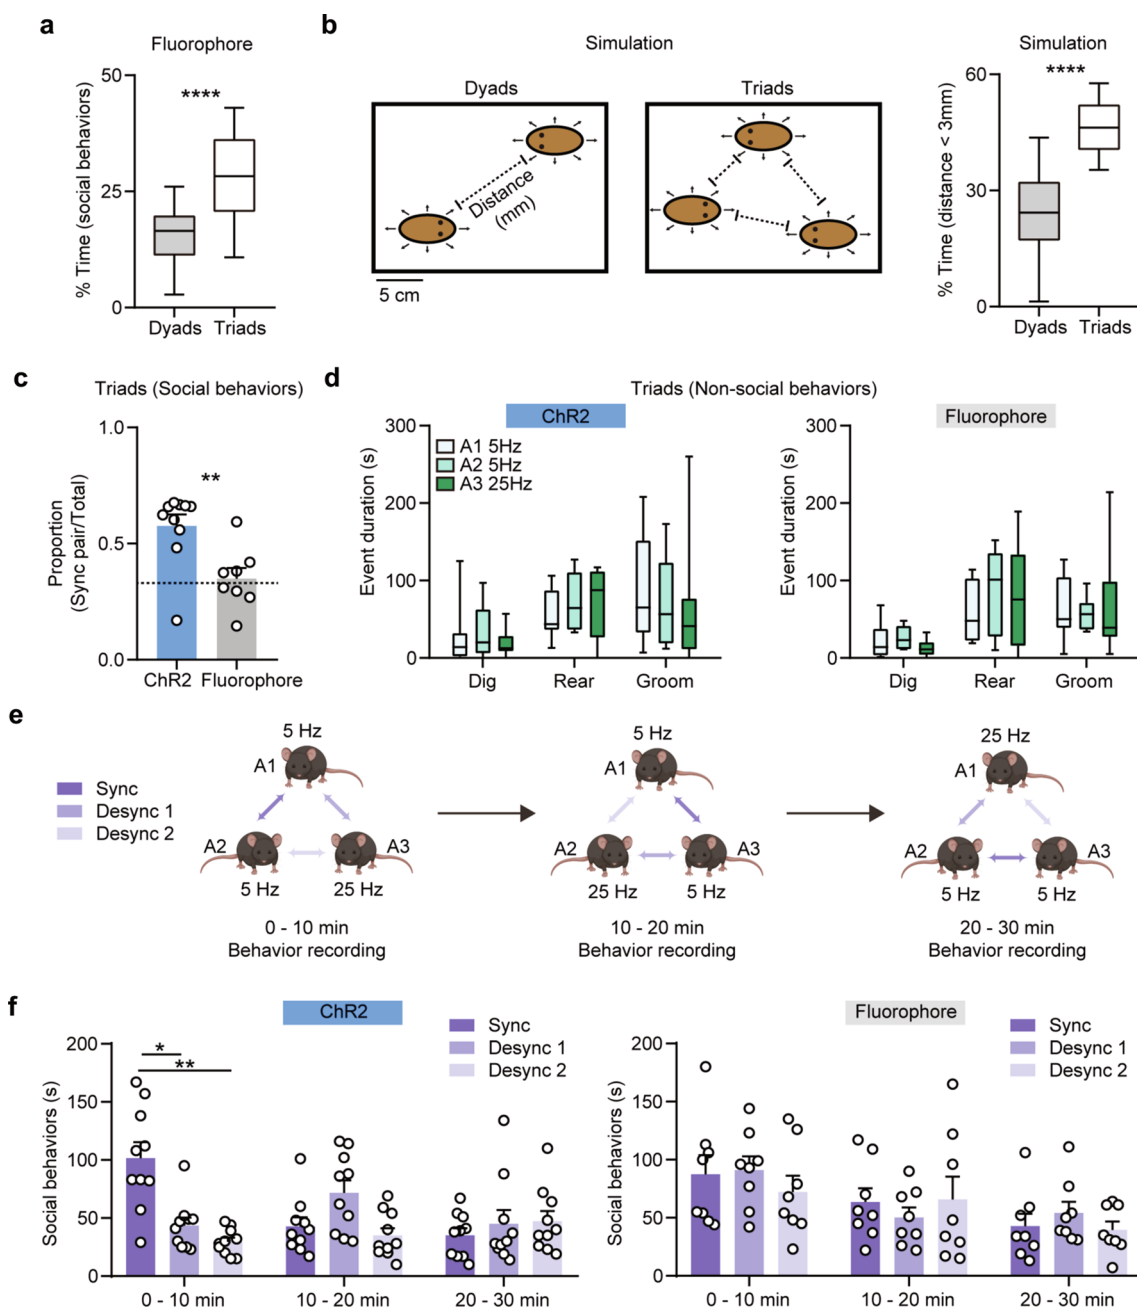 a
Fluorophore
% Time (social behaviors)
50
25
0
****
Dyads
Triads
b
Simulation
Dyads
Distance
(mm)
5 cm
Triads
Simulation
% Time (distance < 3mm)
60
30
0
****
Dyads
Triads
c
Triads (Social behaviors)
Proportion
(Sync pair/Total)
1.0
0.5
0.0
**
ChR2
Fluorophore
d
Triads (Non-social behaviors)
ChR2
Event duration (s)
300
200
100
0
A1 5Hz
A2 5Hz
A3 25Hz
Dig
Rear
Groom
Fluorophore
Event duration (s)
300
200
100
0
Dig
Rear
Groom
e
Sync
Desync 1
Desync 2
5 Hz
A1
A2
A3
5 Hz
25 Hz
0 - 10 min
Behavior recording
5 Hz
A1
A2
A3
25 Hz
5 Hz
10 - 20 min
Behavior recording
25 Hz
A1
A2
A3
5 Hz
5 Hz
20 - 30 min
Behavior recording
f
ChR2
Sync
Desync 1
Desync 2
Social behaviors (s)
200
150
100
50
0
*
**
0 - 10 min
10 - 20 min
20 - 30 min
Fluorophore
Sync
Desync 1
Desync 2
Social behaviors (s)
200
150
100
50
0
0 - 10 min
10 - 20 min
20 - 30 min